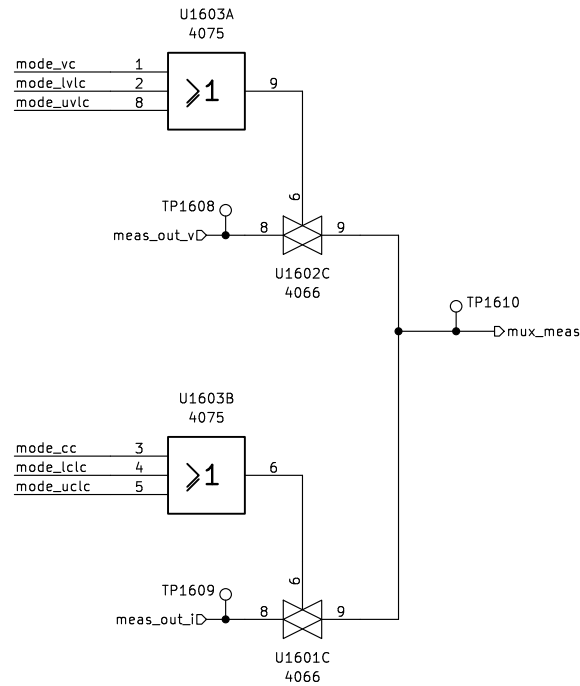 U1603A
4075
mode_vc 1
mode_lvlc 2
mode_uvlc 8
≥1
9
6
TP1608
meas_out_v 8 9
U1602C
4066
TP1610
mux_meas
U1603B
4075
mode_cc 3
mode_lclc 4
mode_uclc 5
≥1
6
6
TP1609
meas_out_i 8 9
U1601C
4066